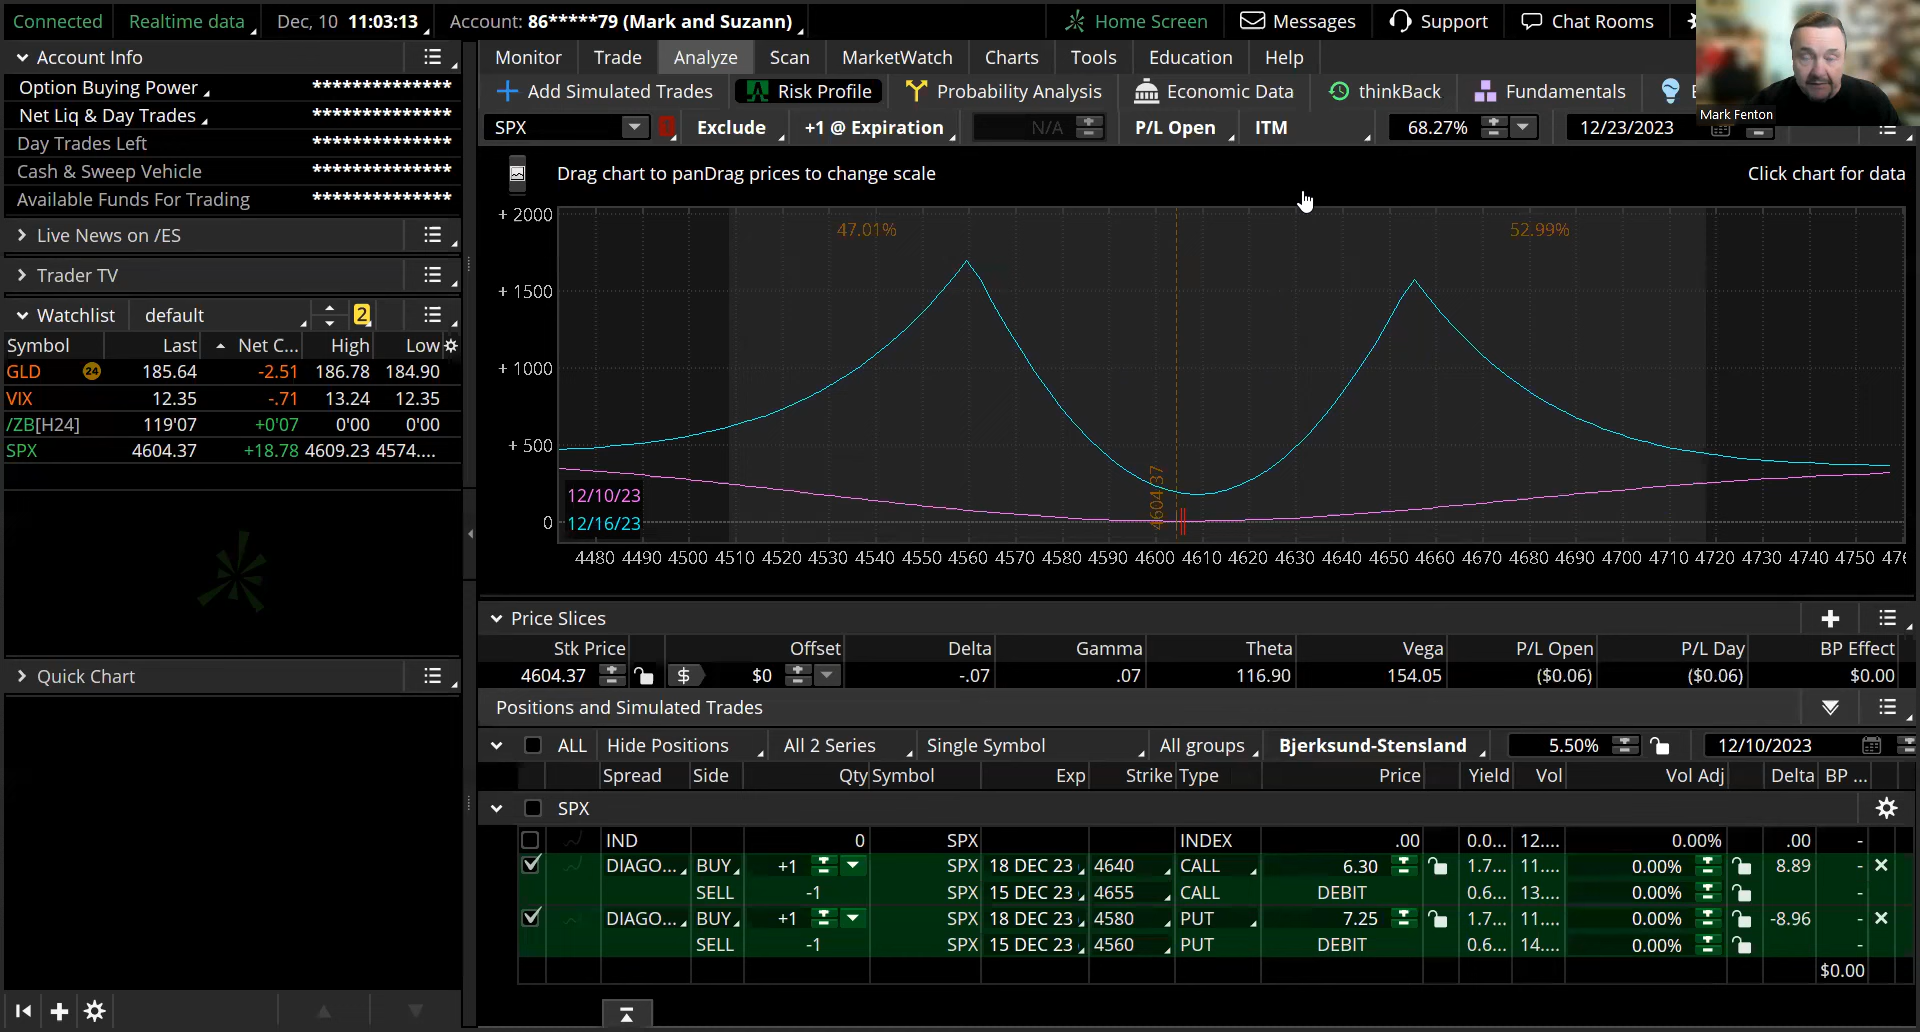 Connected Realtime data Dec, 10 11:03:13 Account: 86*****79 (Mark and Suzann) Home Screen Messages Support Chat Rooms
Account Info
Option Buying Power **************
Net Liq & Day Trades **************
Day Trades Left **************
Cash & Sweep Vehicle **************
Available Funds For Trading **************
Live News on /ES
Trader TV
Watchlist default 2
Symbol Last Net C... High Low
GLD 24 185.64 -2.51 186.78 184.90
VIX 12.35 -.71 13.24 12.35
/ZB[H24] 119'07 +0'07 0'00 0'00
SPX 4604.37 +18.78 4609.23 4574....
Quick Chart
Monitor Trade Analyze Scan MarketWatch Charts Tools Education Help
Add Simulated Trades Risk Profile Probability Analysis Economic Data thinkBack Fundamentals E
Mark Fenton
SPX Exclude +1 @ Expiration N/A P/L Open ITM 68.27% 12/23/2023
Drag chart to panDrag prices to change scale Click chart for data
+ 2000
+ 1500
+ 1000
+ 500
0
47.01% 52.99%
4604.37
12/10/23
12/16/23
4480 4490 4500 4510 4520 4530 4540 4550 4560 4570 4580 4590 4600 4610 4620 4630 4640 4650 4660 4670 4680 4690 4700 4710 4720 4730 4740 4750 476
Price Slices
Stk Price Offset Delta Gamma Theta Vega P/L Open P/L Day BP Effect
4604.37 $ $0 -.07 .07 116.90 154.05 ($0.06) ($0.06) $0.00
Positions and Simulated Trades
ALL Hide Positions All 2 Series Single Symbol All groups Bjerksund-Stensland 5.50% 12/10/2023
Spread Side Qty Symbol Exp Strike Type Price Yield Vol Vol Adj Delta BP ...
SPX
IND 0 SPX INDEX .00 0.0... 12.... 0.00% .00 -
DIAGO... BUY +1 SPX 18 DEC 23 4640 CALL 6.30 1.7... 11.... 0.00% 8.89 -
SELL -1 SPX 15 DEC 23 4655 CALL DEBIT 0.6... 13.... 0.00% -
DIAGO... BUY +1 SPX 18 DEC 23 4580 PUT 7.25 1.7... 11.... 0.00% -8.96 -
SELL -1 SPX 15 DEC 23 4560 PUT DEBIT 0.6... 14.... 0.00% -
$0.00